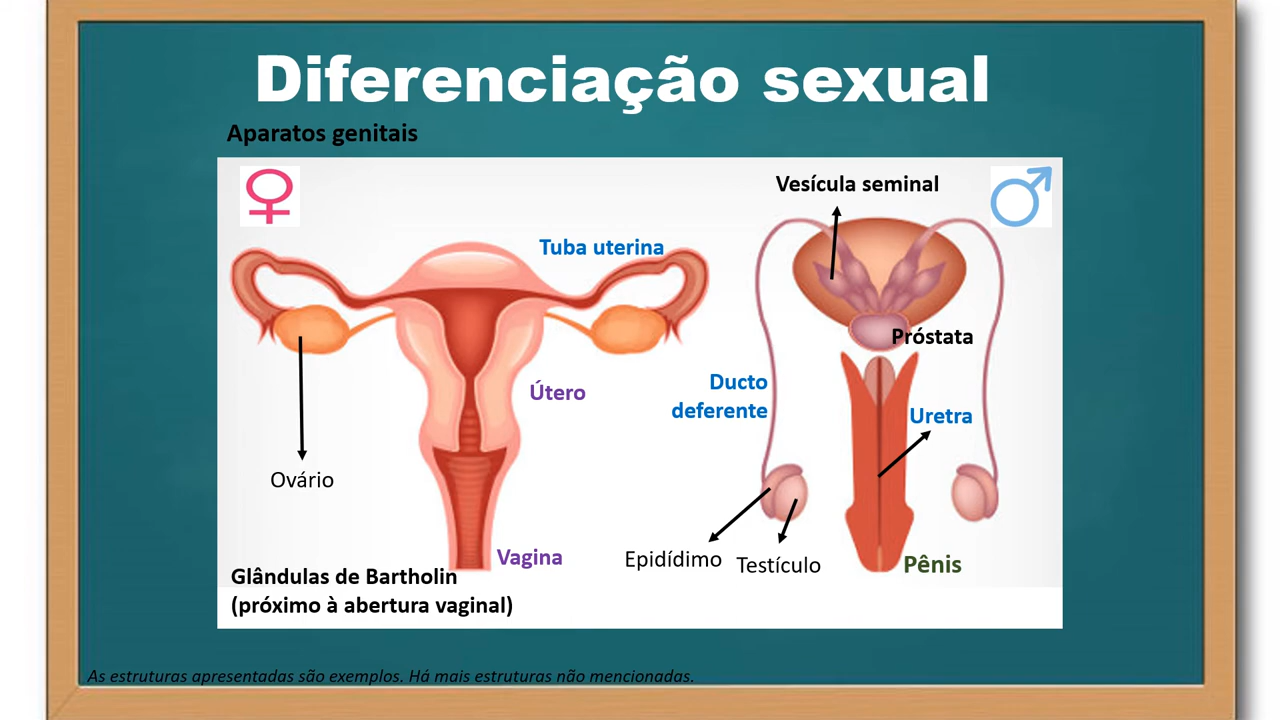 Diferenciação sexual
Aparatos genitais
Vesícula seminal
Tuba uterina
Próstata
Ducto
deferente
Útero
Uretra
Ovário
Vagina
Epidídimo
Testículo
Pênis
Glândulas de Bartholin
(próximo à abertura vaginal)
As estruturas apresentadas são exemplos. Há mais estruturas não mencionadas.